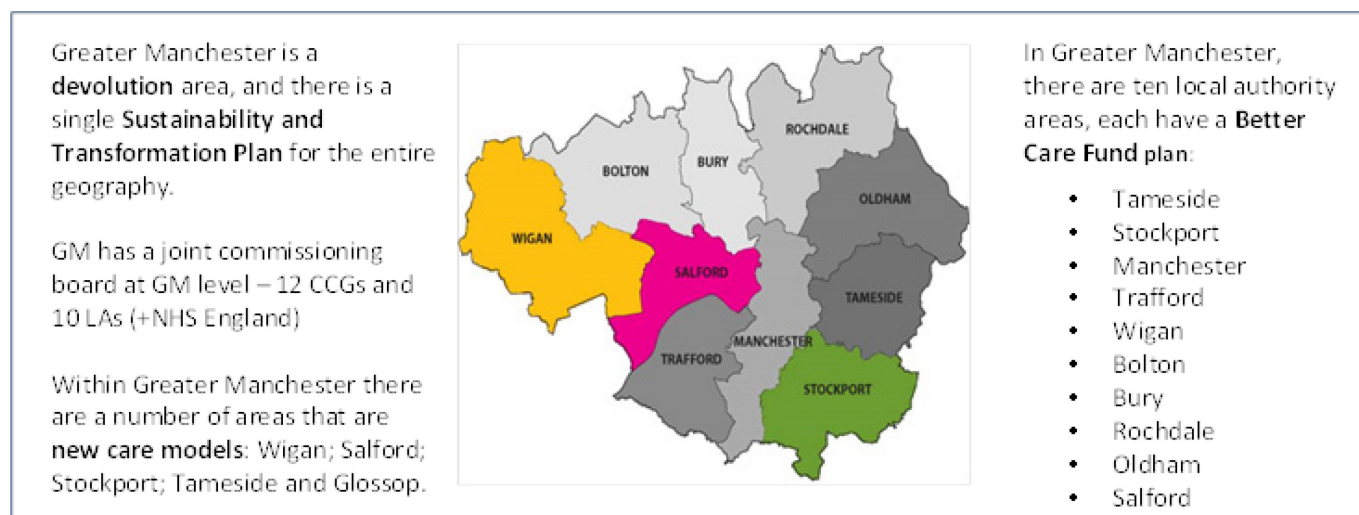 Greater Manchester is a
devolution area, and there is a
single Sustainability and
Transformation Plan for the entire
geography.
GM has a joint commissioning
board at GM level – 12 CCGs and
10 LAs (+NHS England)
Within Greater Manchester there
are a number of areas that are
new care models: Wigan; Salford;
Stockport; Tameside and Glossop.
ROCHDALE
BURY
BOLTON
OLDHAM
WIGAN
SALFORD
TAMESIDE
MANCHESTER
TRAFFORD
STOCKPORT
In Greater Manchester,
there are ten local authority
areas, each have a Better
Care Fund plan:
• Tameside
• Stockport
• Manchester
• Trafford
• Wigan
• Bolton
• Bury
• Rochdale
• Oldham
• Salford